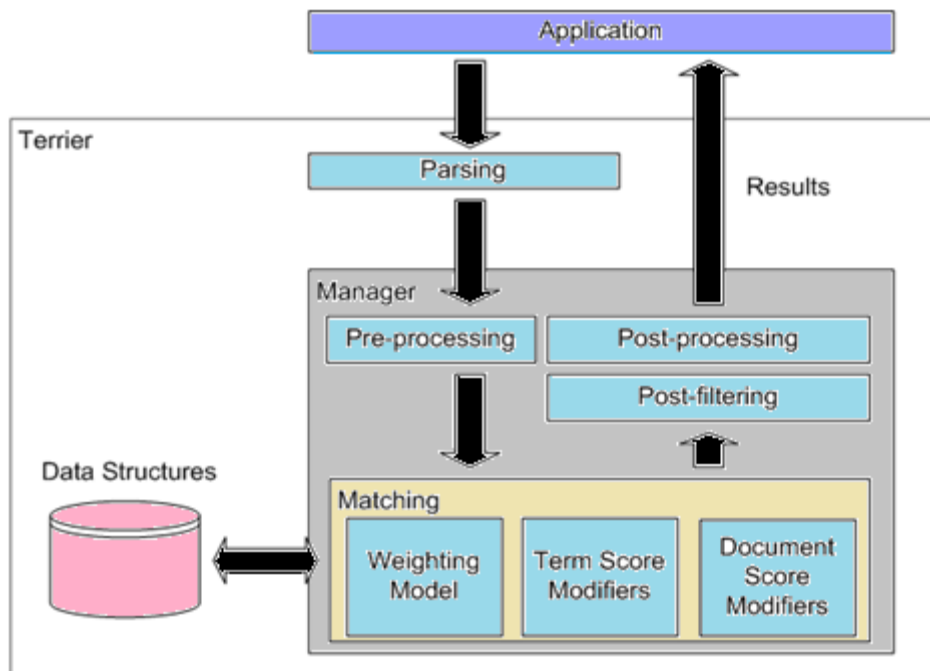 Application
Terrier
Parsing
Results
Manager
Pre-processing
Post-processing
Post-filtering
Data Structures
Matching
Weighting
Model
Term Score
Modifiers
Document
Score
Modifiers